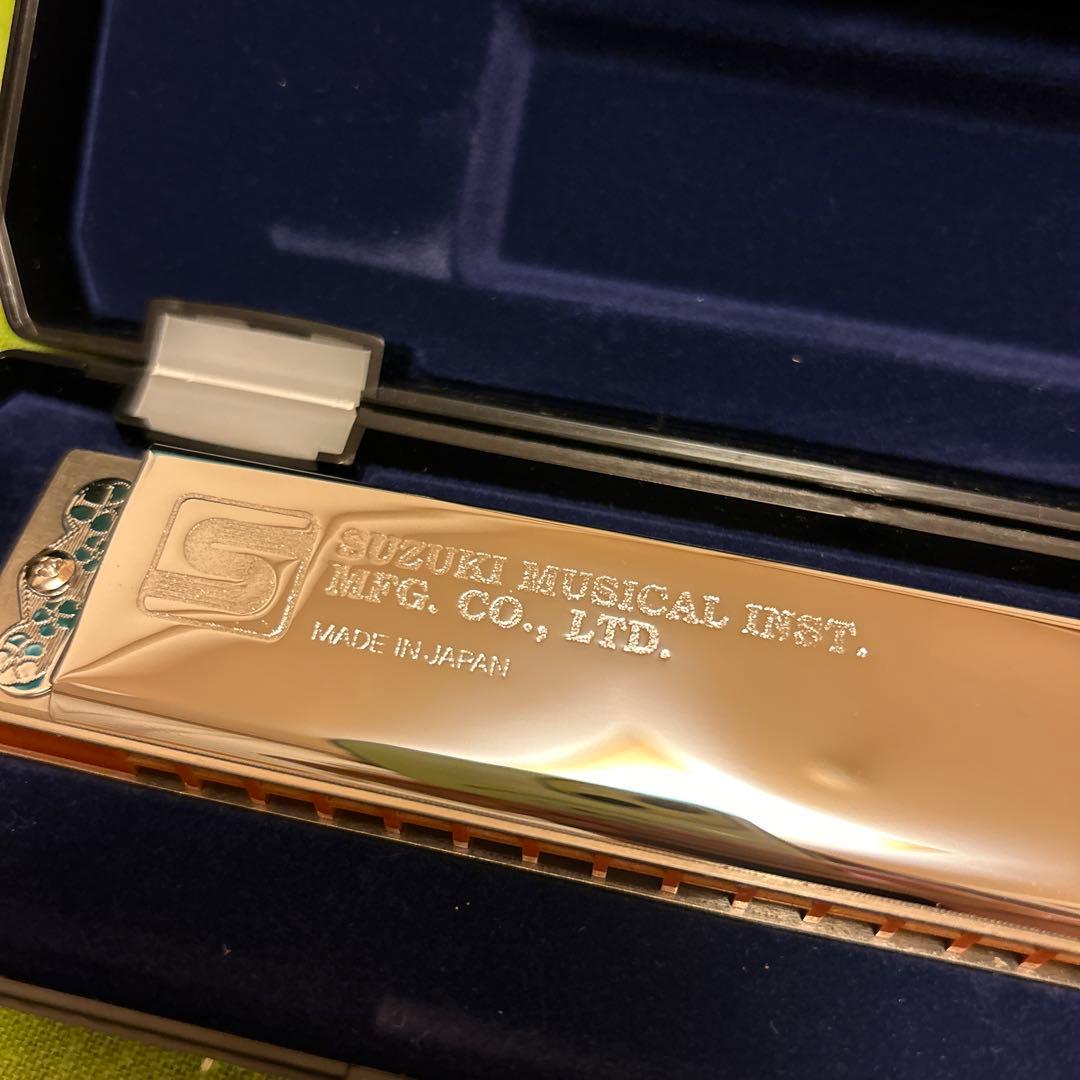 SUZUKI MUSICAL INST.
MFG. CO., LTD.
MADE IN JAPAN